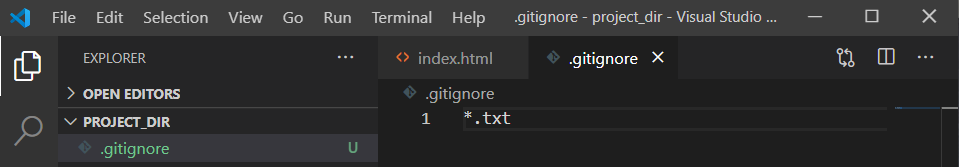 File Edit Selection View Go Run Terminal Help .gitignore - project_dir - Visual Studio ...
EXPLORER
index.html .gitignore
OPEN EDITORS
.gitignore
PROJECT_DIR
1 *.txt
.gitignore U